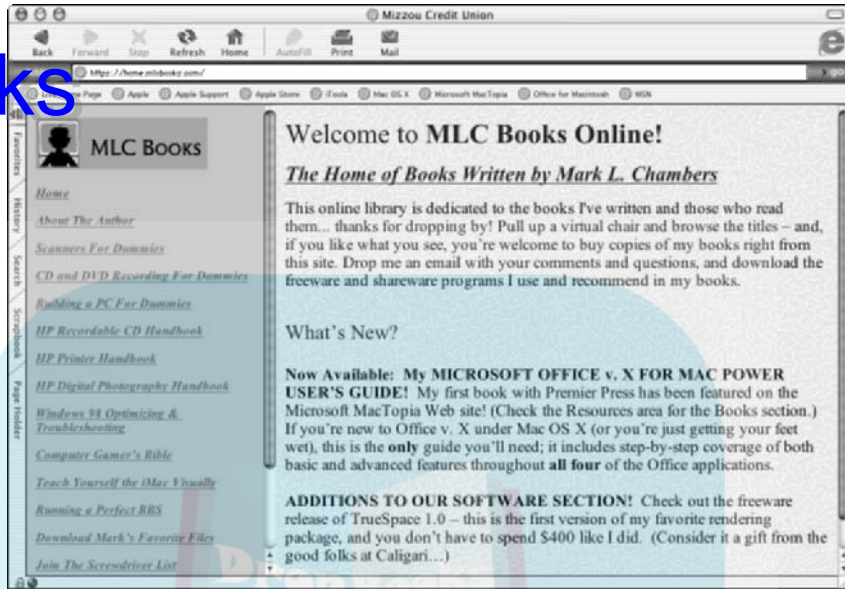 Mizzou Credit Union
Back Forward Stop Refresh Home AutoFill Print Mail
ks
http://home.mlcbooks.com/
go
Home Page Apple Apple Support Apple Store iTools Mac OS X Microsoft MacTopia Office for Macintosh MSN
Favorites
History
Search
Scrapbook
Page Holder
MLC BOOKS
Home
About The Author
Scanners For Dummies
CD and DVD Recording For Dummies
Building a PC For Dummies
HP Recordable CD Handbook
HP Printer Handbook
HP Digital Photography Handbook
Windows 98 Optimizing &
Troubleshooting
Computer Gamer's Bible
Teach Yourself the iMac Visually
Running a Perfect BBS
Download Mark's Favorite Files
Join The Screwdriver List
Welcome to MLC Books Online!
The Home of Books Written by Mark L. Chambers
This online library is dedicated to the books I've written and those who read
them... thanks for dropping by! Pull up a virtual chair and browse the titles – and,
if you like what you see, you're welcome to buy copies of my books right from
this site. Drop me an email with your comments and questions, and download the
freeware and shareware programs I use and recommend in my books.
What's New?
Now Available: My MICROSOFT OFFICE v. X FOR MAC POWER
USER'S GUIDE! My first book with Premier Press has been featured on the
Microsoft MacTopia Web site! (Check the Resources area for the Books section.)
If you're new to Office v. X under Mac OS X (or you're just getting your feet
wet), this is the only guide you'll need; it includes step-by-step coverage of both
basic and advanced features throughout all four of the Office applications.
ADDITIONS TO OUR SOFTWARE SECTION! Check out the freeware
release of TrueSpace 1.0 – this is the first version of my favorite rendering
package, and you don't have to spend $400 like I did. (Consider it a gift from the
good folks at Caligari...)
DropBooks